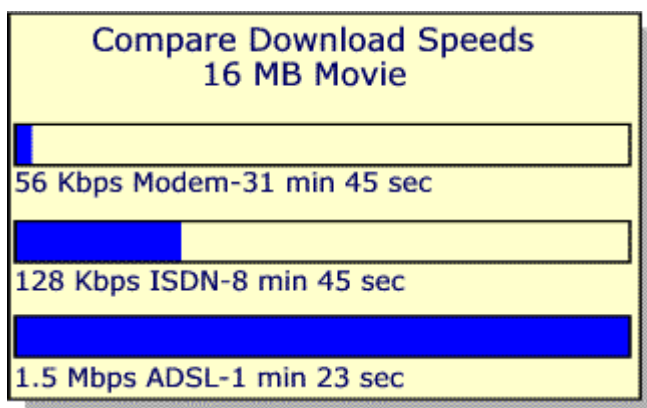 Compare Download Speeds
16 MB Movie
56 Kbps Modem-31 min 45 sec
128 Kbps ISDN-8 min 45 sec
1.5 Mbps ADSL-1 min 23 sec